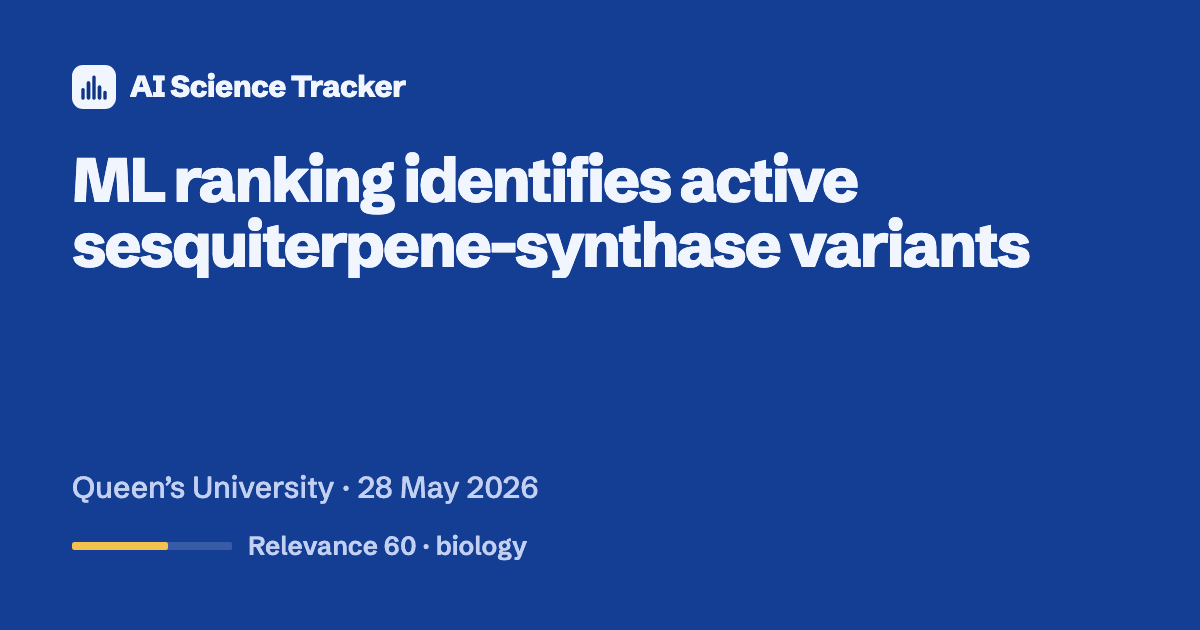 AI Science Tracker
ML ranking identifies active
sesquiterpene-synthase variants
Queen’s University · 28 May 2026
Relevance 60 · biology